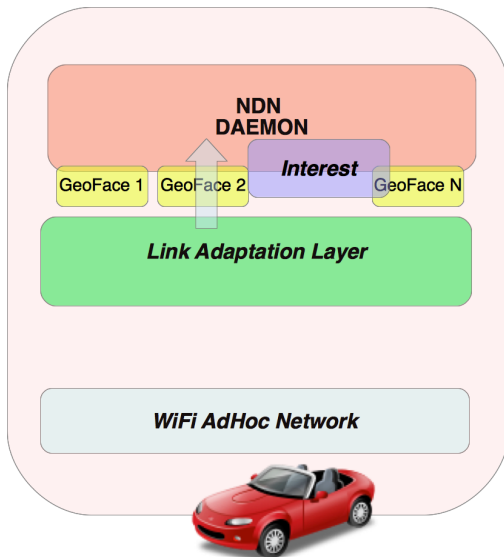 NDN
DAEMON
Interest
GeoFace 1
GeoFace 2
GeoFace N
Link Adaptation Layer
WiFi AdHoc Network